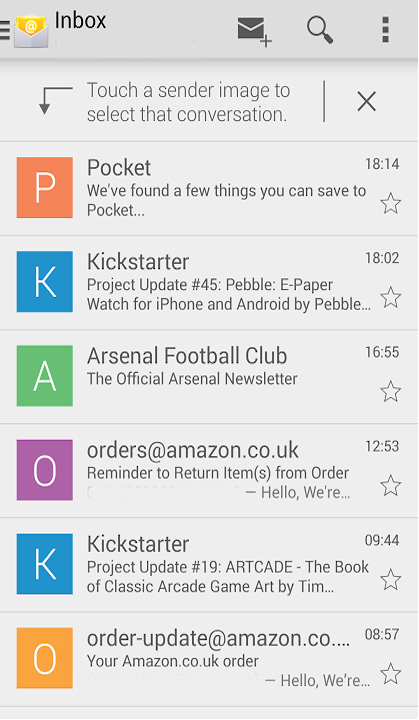 Inbox
Touch a sender image to
select that conversation.
P
Pocket
18:14
We've found a few things you can save to
Pocket...
K
Kickstarter
18:02
Project Update #45: Pebble: E-Paper
Watch for iPhone and Android by Pebble...
A
Arsenal Football Club
16:55
The Official Arsenal Newsletter
O
orders@amazon.co.uk
12:53
Reminder to Return Item(s) from Order
— Hello, We're...
K
Kickstarter
09:44
Project Update #19: ARTCADE - The Book
of Classic Arcade Game Art by Tim...
O
order-update@amazon.co....
08:57
Your Amazon.co.uk order
— Hello, We're...